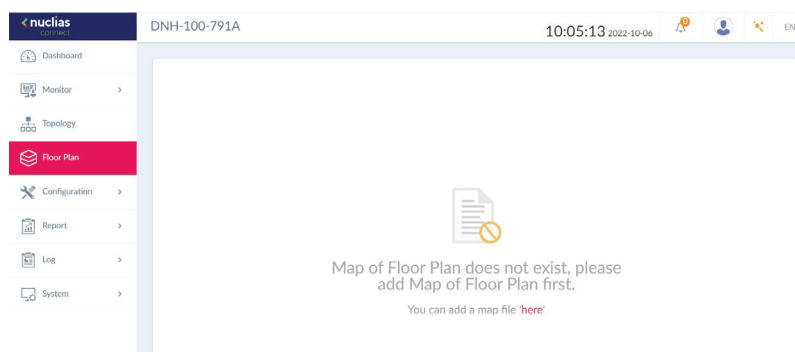 nuclias
connect
DNH-100-791A
10:05:13 2022-10-06
0
EN
Dashboard
Monitor
Topology
Floor Plan
Configuration
Report
Log
System
Map of Floor Plan does not exist, please
add Map of Floor Plan first.
You can add a map file 'here'